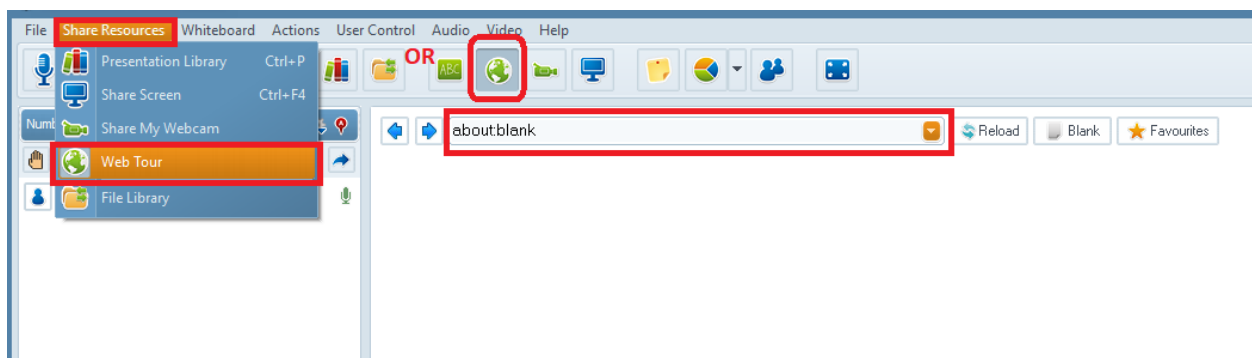 File Share Resources Whiteboard Actions User Control Audio Video Help
Presentation Library Ctrl+P
OR
ABC
Share Screen Ctrl+F4
Share My Webcam
about:blank Reload Blank Favourites
Web Tour
File Library